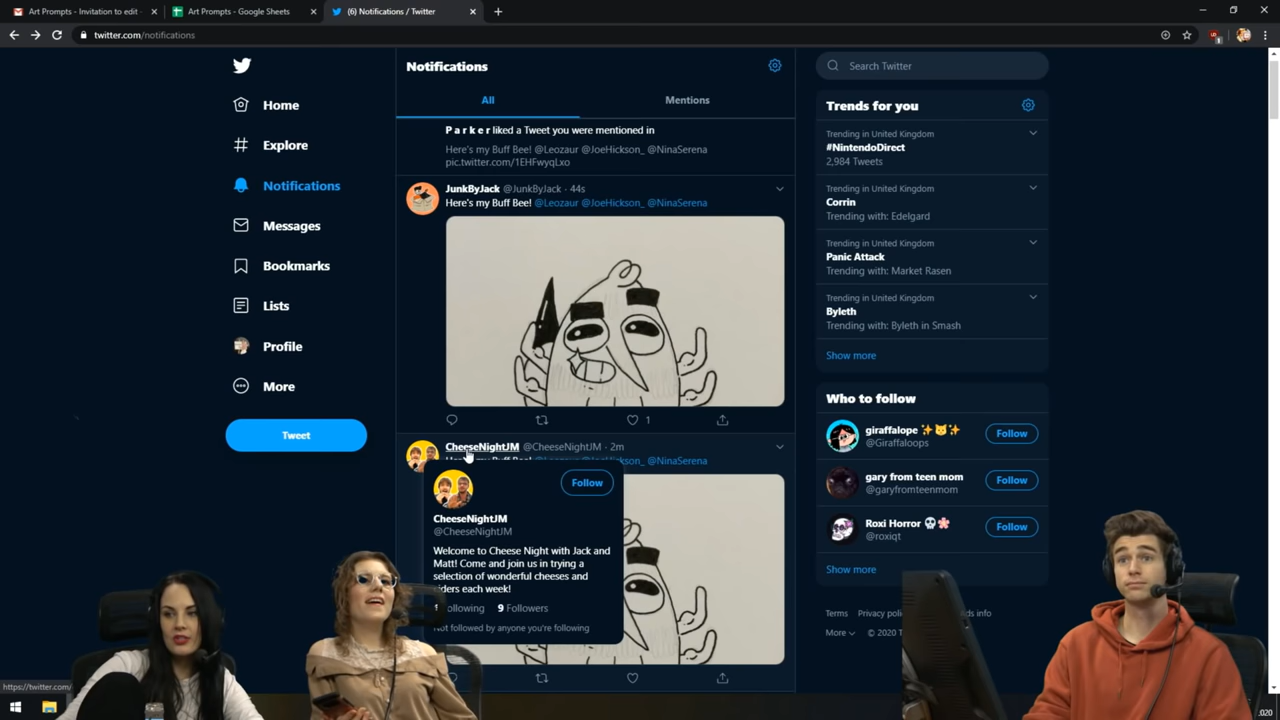 Art Prompts - Invitation to edit -
Art Prompts - Google Sheets
(6) Notifications / Twitter
twitter.com/notifications
Home
Explore
Notifications
Messages
Bookmarks
Lists
Profile
More
Tweet
Notifications
All
Mentions
P a r k e r liked a Tweet you were mentioned in
Here's my Buff Bee! @Leozaur @JoeHickson_ @NinaSerena
pic.twitter.com/1EHFwyqLxo
JunkByJack @JunkByJack · 44s
Here's my Buff Bee! @Leozaur @JoeHickson_ @NinaSerena
1
CheeseNightJM @CheeseNightJM · 2m
@NinaSerena
Follow
CheeseNightJM
@CheeseNightJM
Welcome to Cheese Night with Jack and
Matt! Come and join us in trying a
selection of wonderful cheeses and
each week!
9 Followers
Not followed by anyone you're following
Search Twitter
Trends for you
Trending in United Kingdom
#NintendoDirect
2,984 Tweets
Trending in United Kingdom
Corrin
Trending with: Edelgard
Trending in United Kingdom
Panic Attack
Trending with: Market Rasen
Trending in United Kingdom
Byleth
Trending with: Byleth in Smash
Show more
Who to follow
giraffalope
@Giraffaloops
Follow
gary from teen mom
@garyfromteenmom
Follow
Roxi Horror
@roxiqt
Follow
Show more
Terms
More
© 2020
https://twitter.com/